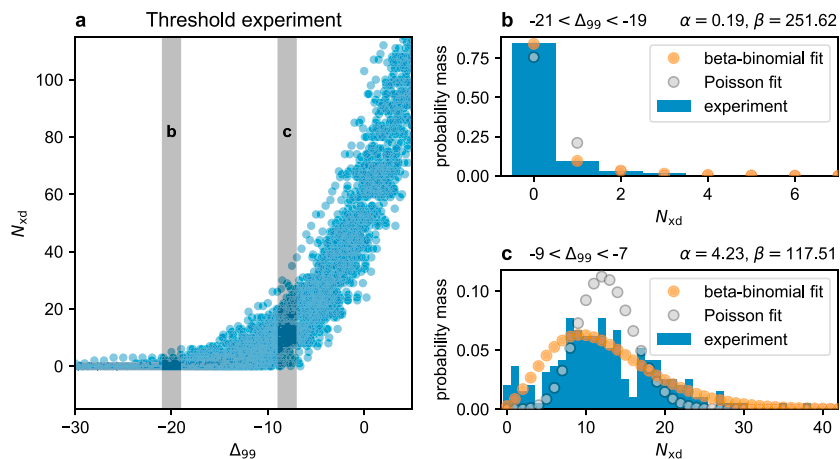 a Threshold experiment
100
80
60
40
20
0
N_xd
b
c
−30 −20 −10 0
Δ_99
b -21 < Δ_99 < -19 α = 0.19, β = 251.62
probability mass
0.75
0.50
0.25
0.00
beta-binomial fit
Poisson fit
experiment
0 2 4 6
N_xd
c -9 < Δ_99 < -7 α = 4.23, β = 117.51
probability mass
0.10
0.05
0.00
beta-binomial fit
Poisson fit
experiment
0 10 20 30 40
N_xd